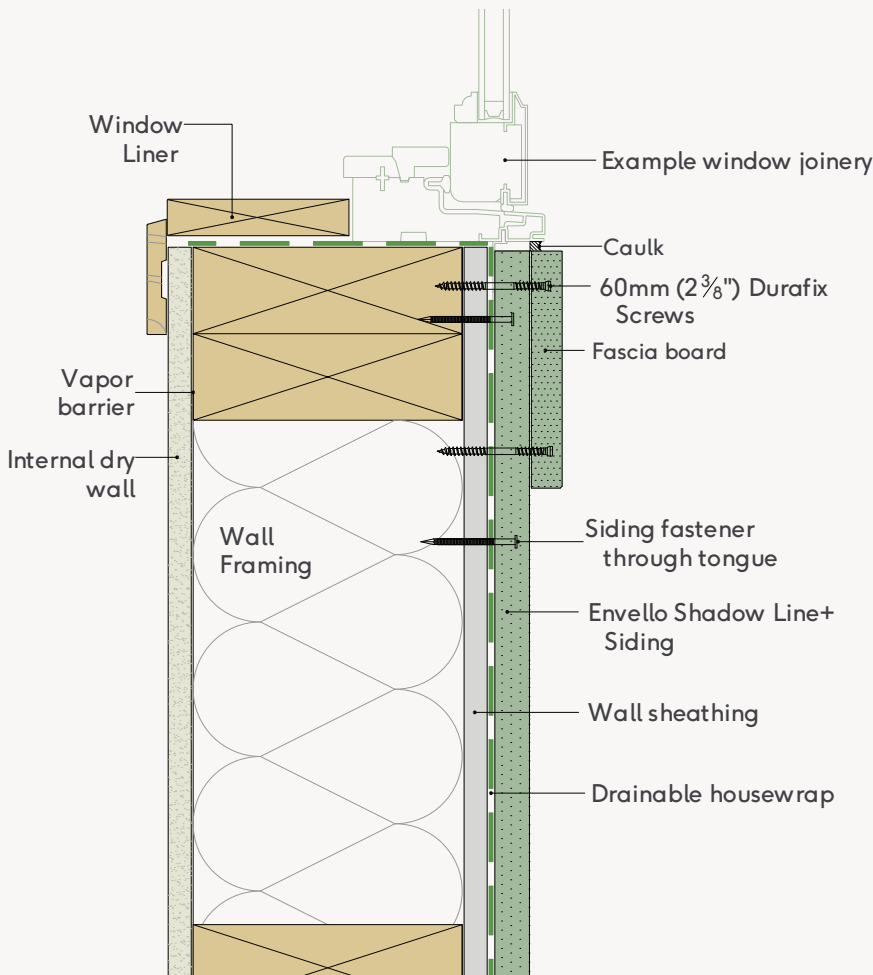 Window
Liner
Example window joinery
Caulk
60mm (2⅜") Durafix
Screws
Fascia board
Vapor
barrier
Internal dry
wall
Wall
Framing
Siding fastener
through tongue
Envello Shadow Line+
Siding
Wall sheathing
Drainable housewrap